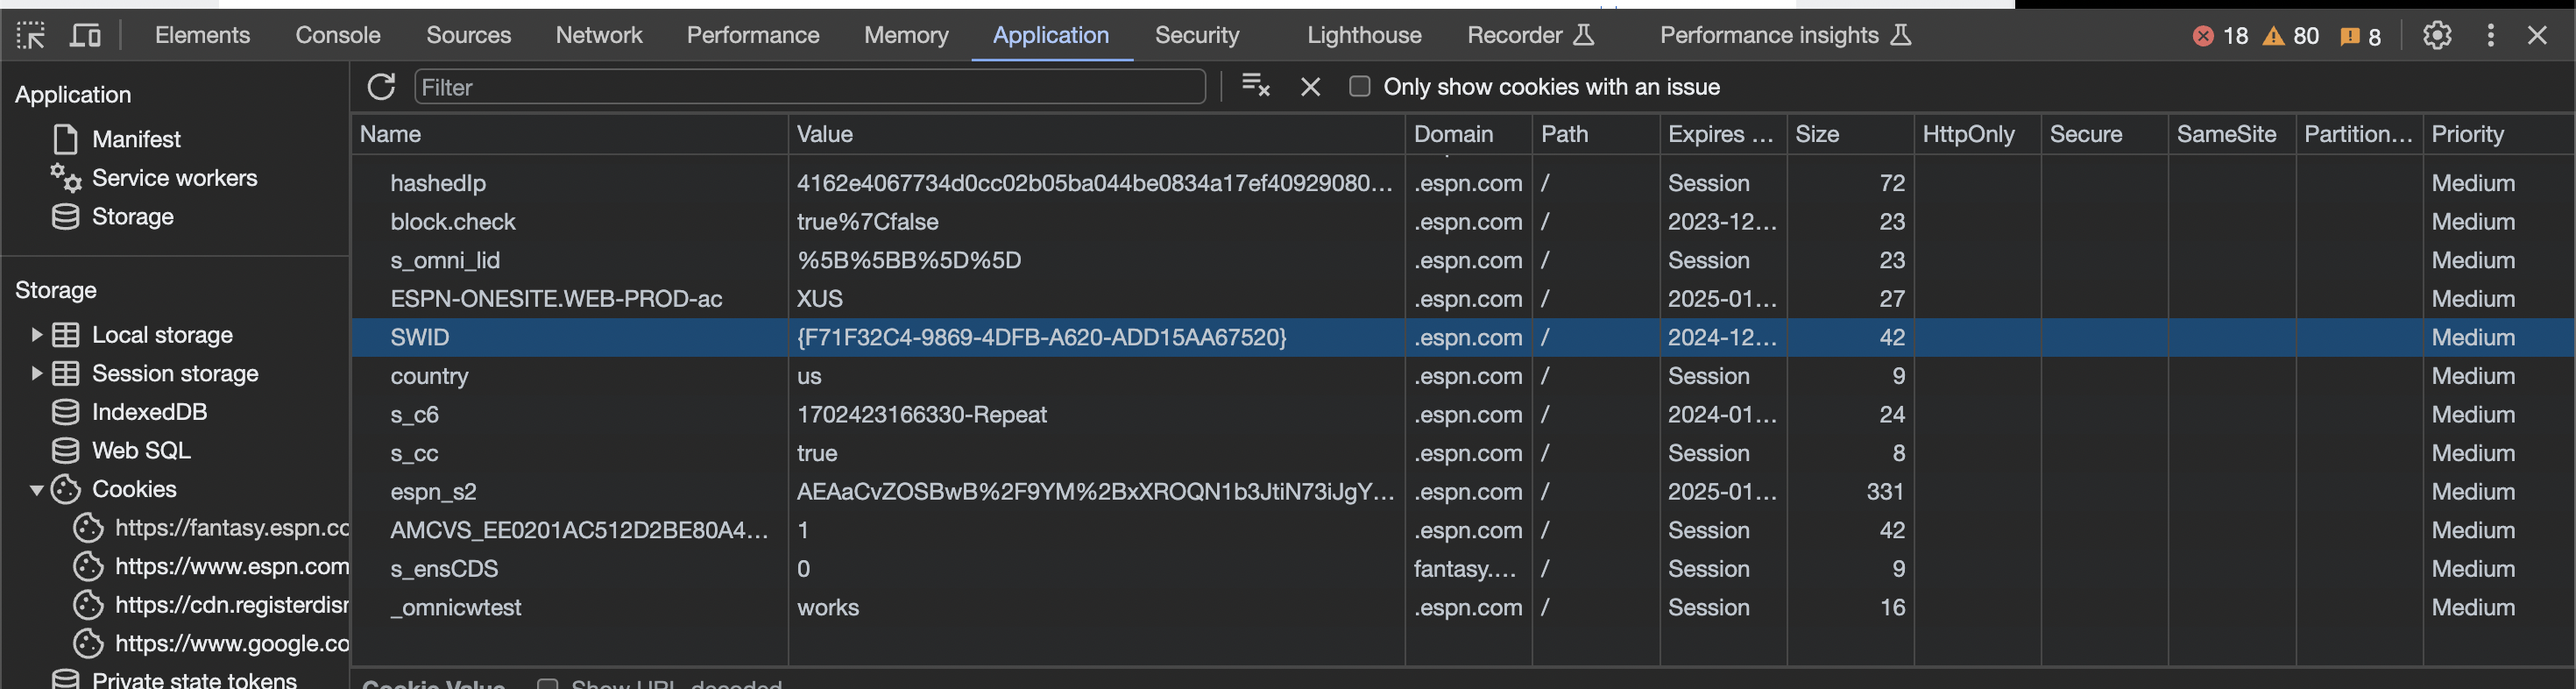 Elements Console Sources Network Performance Memory Application Security Lighthouse Recorder Performance insights 18 80 8
Application
Manifest
Service workers
Storage
Storage
Local storage
Session storage
IndexedDB
Web SQL
Cookies
https://fantasy.espn.co
https://www.espn.com
https://cdn.registerdisn
https://www.google.co
Private state tokens
Filter Only show cookies with an issue
Name Value Domain Path Expires ... Size HttpOnly Secure SameSite Partition... Priority
hashedIp 4162e4067734d0cc02b05ba044be0834a17ef40929080... .espn.com / Session 72 Medium
block.check true%7Cfalse .espn.com / 2023-12... 23 Medium
s_omni_lid %5B%5BB%5D%5D .espn.com / Session 23 Medium
ESPN-ONESITE.WEB-PROD-ac XUS .espn.com / 2025-01... 27 Medium
SWID {F71F32C4-9869-4DFB-A620-ADD15AA67520} .espn.com / 2024-12... 42 Medium
country us .espn.com / Session 9 Medium
s_c6 1702423166330-Repeat .espn.com / 2024-01... 24 Medium
s_cc true .espn.com / Session 8 Medium
espn_s2 AEAaCvZOSBwB%2F9YM%2BxXROQN1b3JtiN73iJgY... .espn.com / 2025-01... 331 Medium
AMCVS_EE0201AC512D2BE80A4... 1 .espn.com / Session 42 Medium
s_ensCDS 0 fantasy.... / Session 9 Medium
_omnicwtest works .espn.com / Session 16 Medium
Cookie Value Show URL-decoded